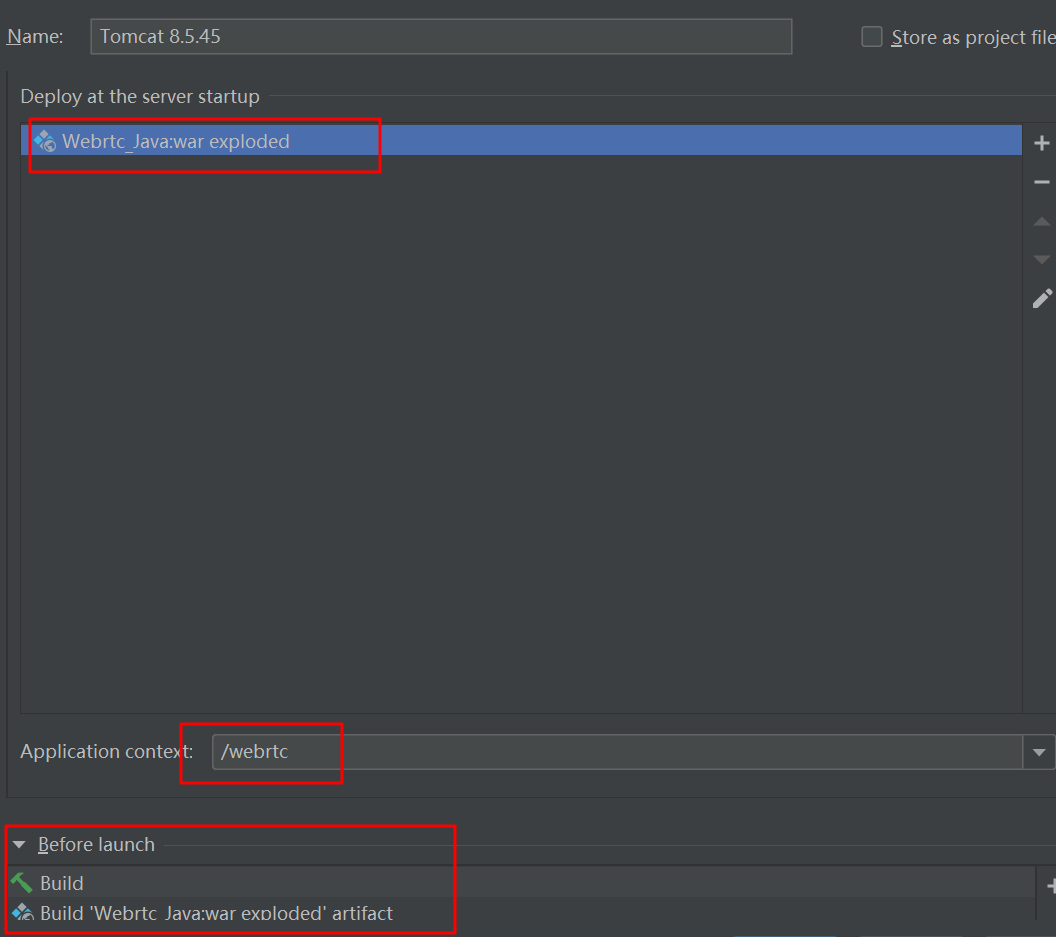 Name: Tomcat 8.5.45 Store as project file
Deploy at the server startup
Webrtc_Java:war exploded
Application context: /webrtc
Before launch
Build
Build 'Webrtc_Java:war exploded' artifact